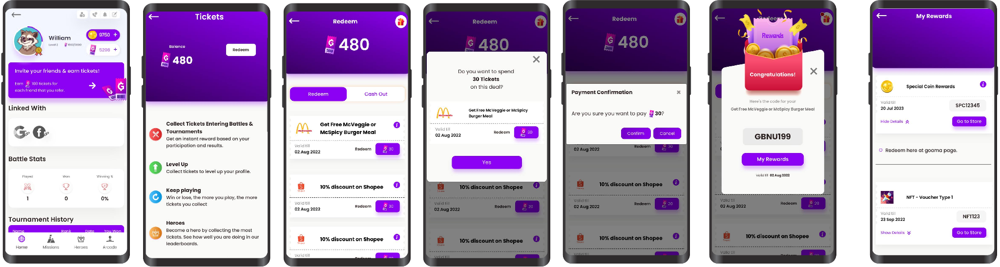 William
9750 +
Level 2
5298 +
Invite your friends & earn tickets!
Earn 100 tickets for
each friend that you refer.
Linked With
Battle Stats
Played
Won
Winning %
1
0
0%
Tournament History
Name Rank Date You Won
Home
Missions
Heroes
Arcade
Tickets
Balance
480
Redeem
Collect Tickets Entering Battles &
Tournaments
Get an instant reward based on your
participation and results.
Level Up
Collect tickets to level up your profile.
Keep playing
Win or lose, the more you play, the more
tickets you collect
Heroes
Become a hero by collecting the most
tickets. See how well you are doing in our
leaderboards.
Redeem
480
Redeem
Cash Out
McDonald's
Get Free McVeggie or
McSpicy Burger Meal
Valid till
02 Aug 2022
Redeem
30
Shopee
10% discount on Shopee
Valid till
02 Aug 2022
Redeem
20
Shopee
10% discount on Shopee
Valid till
Redeem
480
Do you want to spend
30 Tickets
on this deal?
McDonald's
Get Free McVeggie or McSpicy
Burger Meal
Valid till
02 Aug 2022
Redeem
30
Yes
10% discount on Shopee
Valid till
02 Aug 2022
Redeem
20
10% discount on Shopee
Valid till
Redeem
480
Payment Confirmation
Are you sure you want to pay 30?
Confirm
Cancel
02 Aug 2022
Redeem
30
10% discount on Shopee
Valid till
02 Aug 2022
Redeem
20
10% discount on Shopee
Valid till
Redeem
Rewards
Congratulations!
Here's the code for your
Get Free McVeggie or McSpicy Burger Meal
GBNU199
My Rewards
Valid till 02 Aug 2022
Valid till
02 Aug 2022
Redeem
20
10% discount on Shopee
Valid till
My Rewards
Special Coin Rewards
Valid till
20 Jul 2023
SPC12345
Hide Details
Go to Store
Redeem here at goama page.
NFT - Voucher Type 1
Valid till
23 Sep 2022
NFT123
Show Details
Go to Store